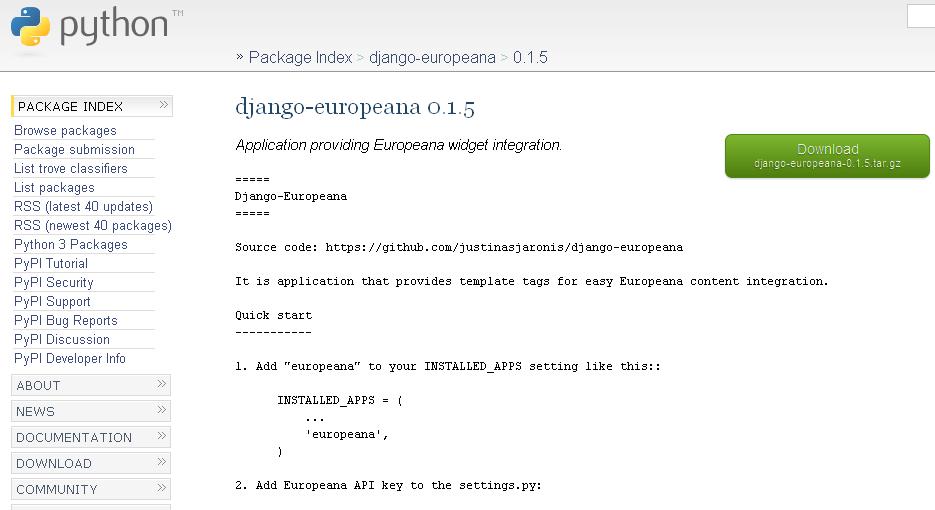 python™
» Package Index > django-europeana > 0.1.5
PACKAGE INDEX »
Browse packages
Package submission
List trove classifiers
List packages
RSS (latest 40 updates)
RSS (newest 40 packages)
Python 3 Packages
PyPI Tutorial
PyPI Security
PyPI Support
PyPI Bug Reports
PyPI Discussion
PyPI Developer Info
ABOUT »
NEWS »
DOCUMENTATION »
DOWNLOAD »
COMMUNITY »
django-europeana 0.1.5
Application providing Europeana widget integration.
Download
django-europeana-0.1.5.tar.gz
=====
Django-Europeana
=====
Source code: https://github.com/justinasjaronis/django-europeana
It is application that provides template tags for easy Europeana content integration.
Quick start
-----------
1. Add "europeana" to your INSTALLED_APPS setting like this::
INSTALLED_APPS = (
...
'europeana',
)
2. Add Europeana API key to the settings.py: